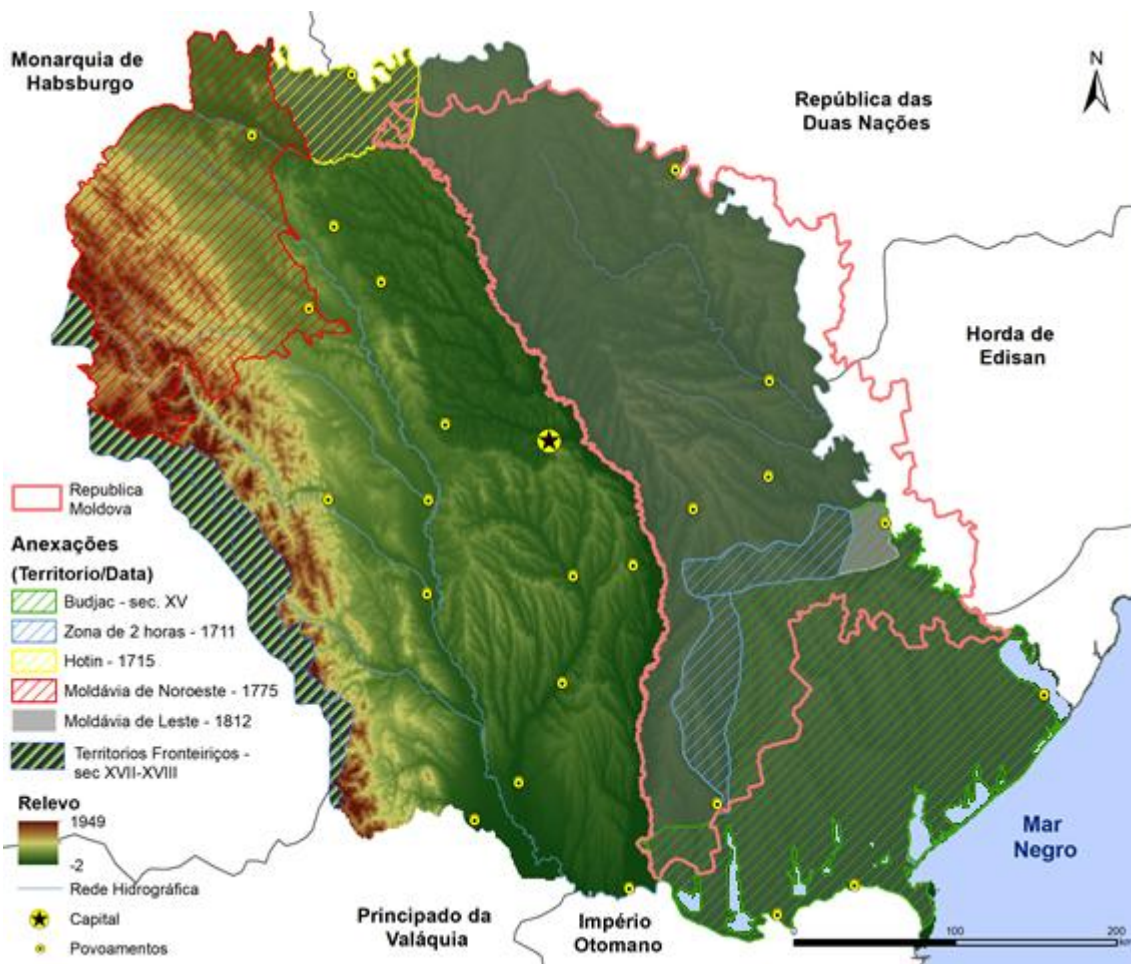 Monarquia de
Habsburgo
República das
Duas Nações
N
Horda de
Edisan
Republica
Moldova
Anexações
(Territorio/Data)
Budjac - sec. XV
Zona de 2 horas - 1711
Hotin - 1715
Moldávia de Noroeste - 1775
Moldávia de Leste - 1812
Territorios Fronteiriços -
sec XVII-XVIII
Relevo
1949
-2
Rede Hidrográfica
Capital
Povoamentos
Principado da
Valáquia
Império
Otomano
Mar
Negro
0 100 200
km